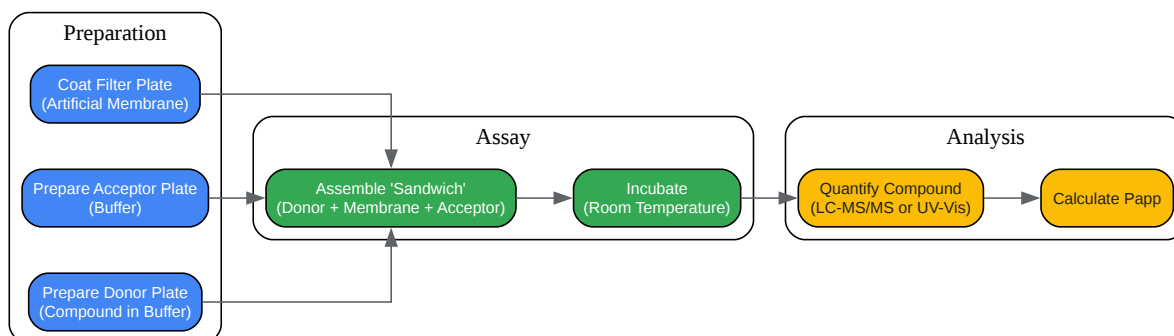 Preparation
Coat Filter Plate
(Artificial Membrane)
Prepare Acceptor Plate
(Buffer)
Prepare Donor Plate
(Compound in Buffer)
Assay
Assemble 'Sandwich'
(Donor + Membrane + Acceptor)
Incubate
(Room Temperature)
Analysis
Quantify Compound
(LC-MS/MS or UV-Vis)
Calculate Papp